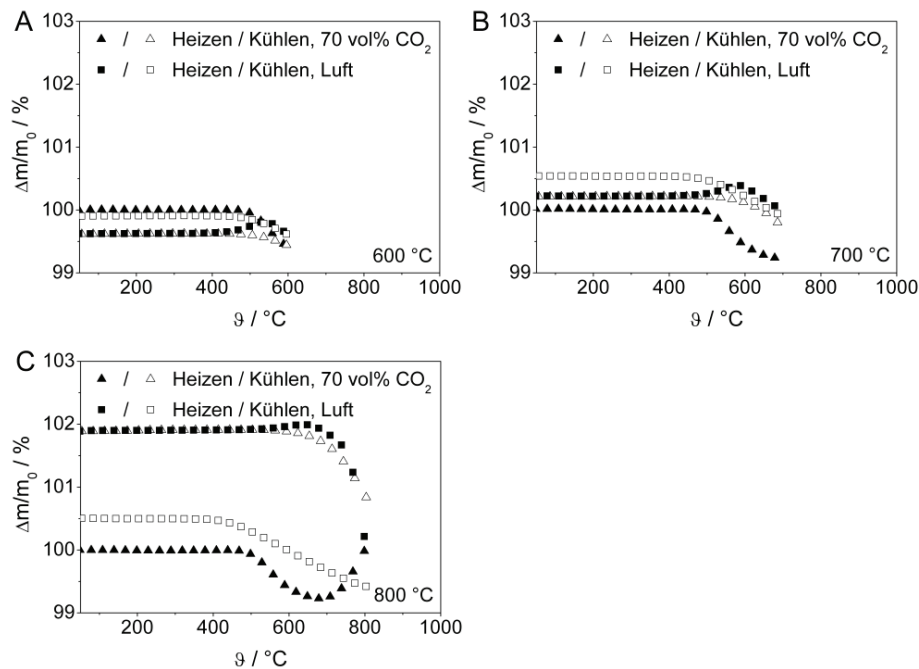 A
103
102
101
100
99
Δm/m₀ / %
▲ / △ Heizen / Kühlen, 70 vol% CO₂
■ / □ Heizen / Kühlen, Luft
600 °C
200 400 600 800 1000
ϑ / °C
B
103
102
101
100
99
Δm/m₀ / %
▲ / △ Heizen / Kühlen, 70 vol% CO₂
■ / □ Heizen / Kühlen, Luft
700 °C
200 400 600 800 1000
ϑ / °C
C
103
102
101
100
99
Δm/m₀ / %
▲ / △ Heizen / Kühlen, 70 vol% CO₂
■ / □ Heizen / Kühlen, Luft
800 °C
200 400 600 800 1000
ϑ / °C